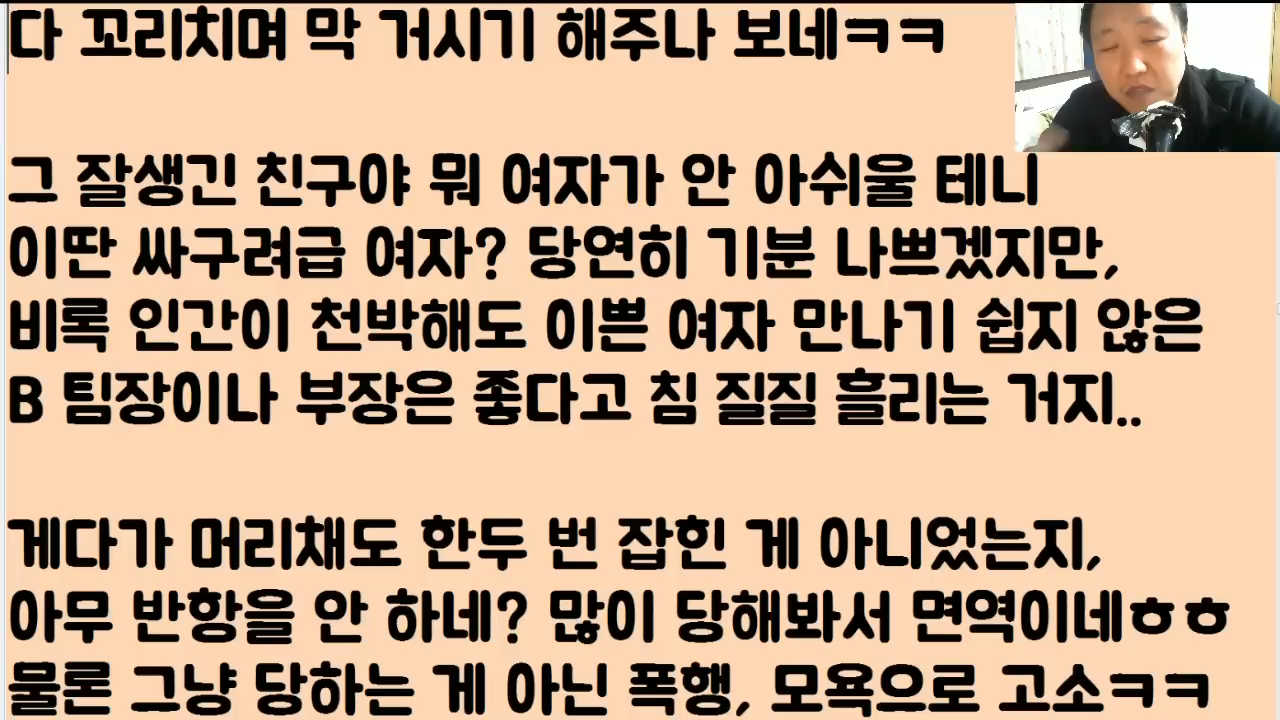 다 꼬리치며 막 거시기 해주나 보네ㅋㅋ
그 잘생긴 친구야 뭐 여자가 안 아쉬울 테니
이딴 싸구려급 여자? 당연히 기분 나쁘겠지만,
비록 인간이 천박해도 이쁜 여자 만나기 쉽지 않은
B 팀장이나 부장은 좋다고 침 질질 흘리는 거지..
게다가 머리채도 한두 번 잡힌 게 아니었는지,
아무 반항을 안 하네? 많이 당해봐서 면역이네ㅎㅎ
물론 그냥 당하는 게 아닌 폭행, 모욕으로 고소ㅋㅋ